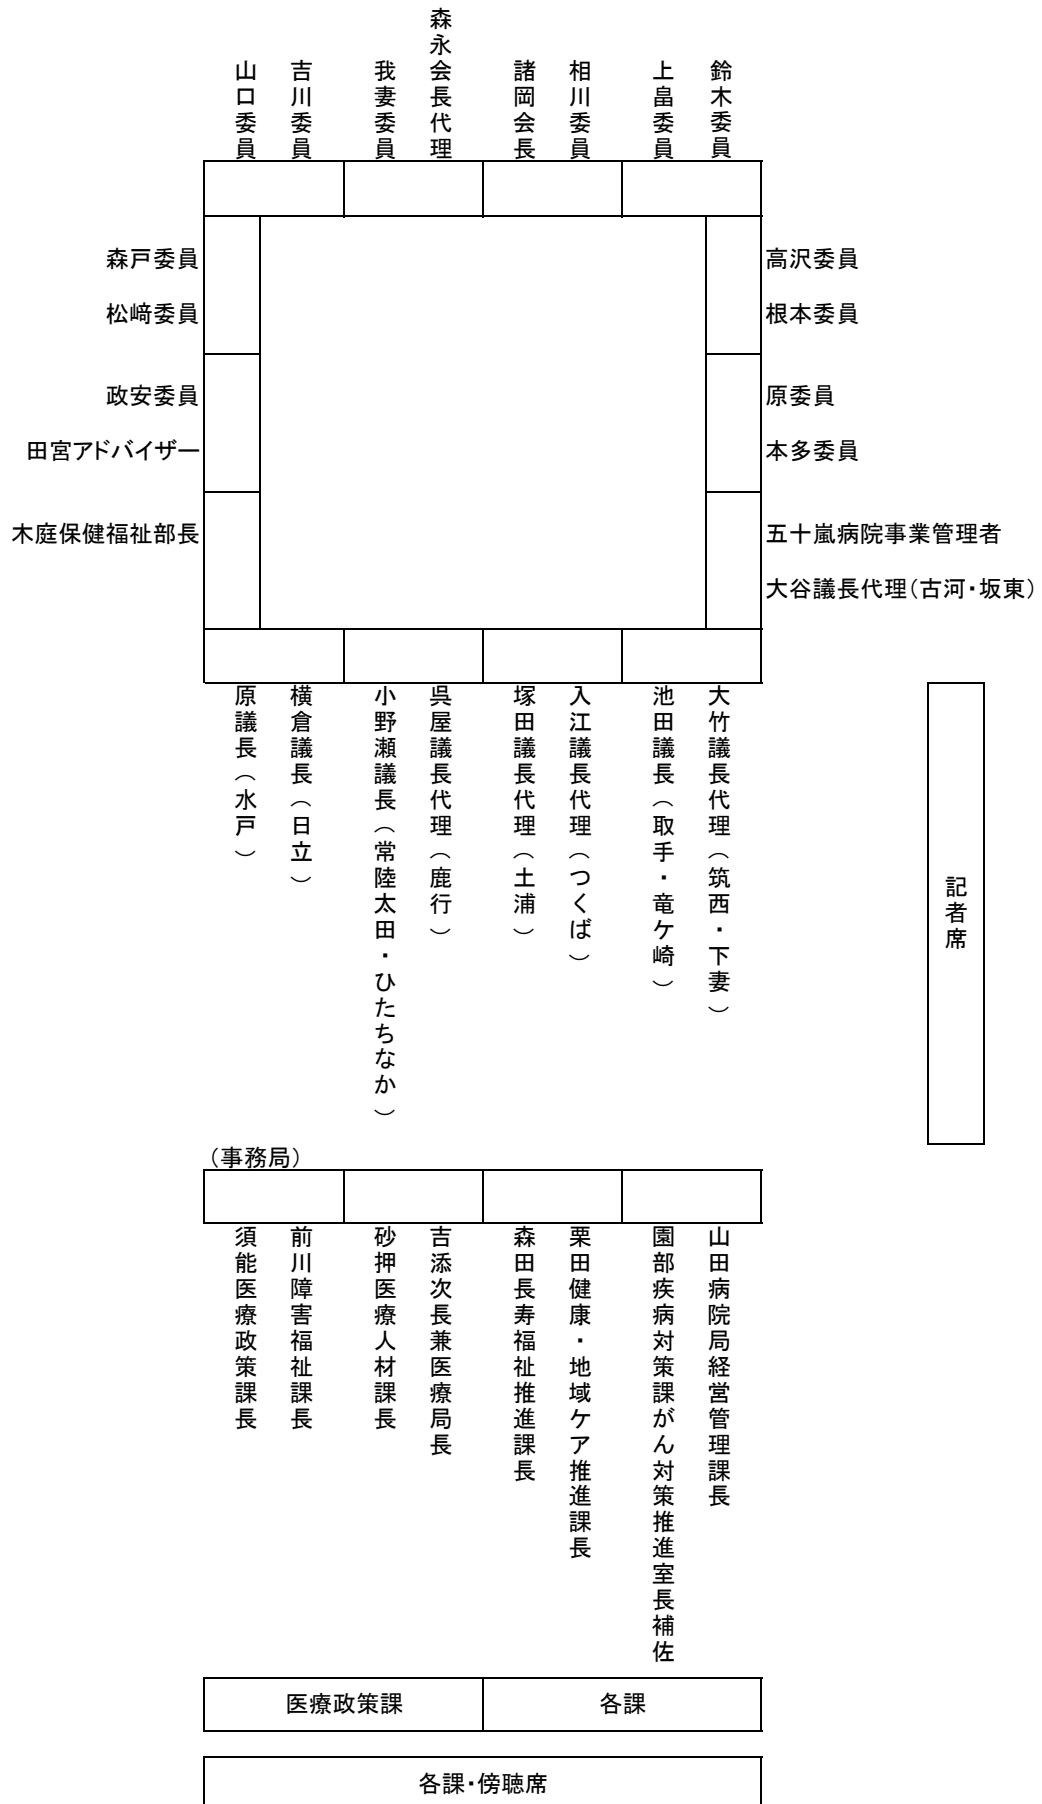 山口委員
吉川委員
我妻委員
森永会長代理
諸岡会長
相川委員
上畠委員
鈴木委員
森戸委員
松﨑委員
政安委員
田宮アドバイザー
木庭保健福祉部長
高沢委員
根本委員
原委員
本多委員
五十嵐病院事業管理者
大谷議長代理（古河・坂東）
原議長（水戸）
横倉議長（日立）
小野瀬議長（常陸太田・ひたちなか）
呉屋議長代理（鹿行）
塚田議長代理（土浦）
入江議長代理（つくば）
池田議長（取手・竜ケ崎）
大竹議長代理（筑西・下妻）
記者席
（事務局）
須能医療政策課長
前川障害福祉課長
砂押医療人材課長
吉添次長兼医療局長
森田長寿福祉推進課長
栗田健康・地域ケア推進課長
園部疾病対策課がん対策推進室長補佐
山田病院局経営管理課長
医療政策課
各課
各課・傍聴席